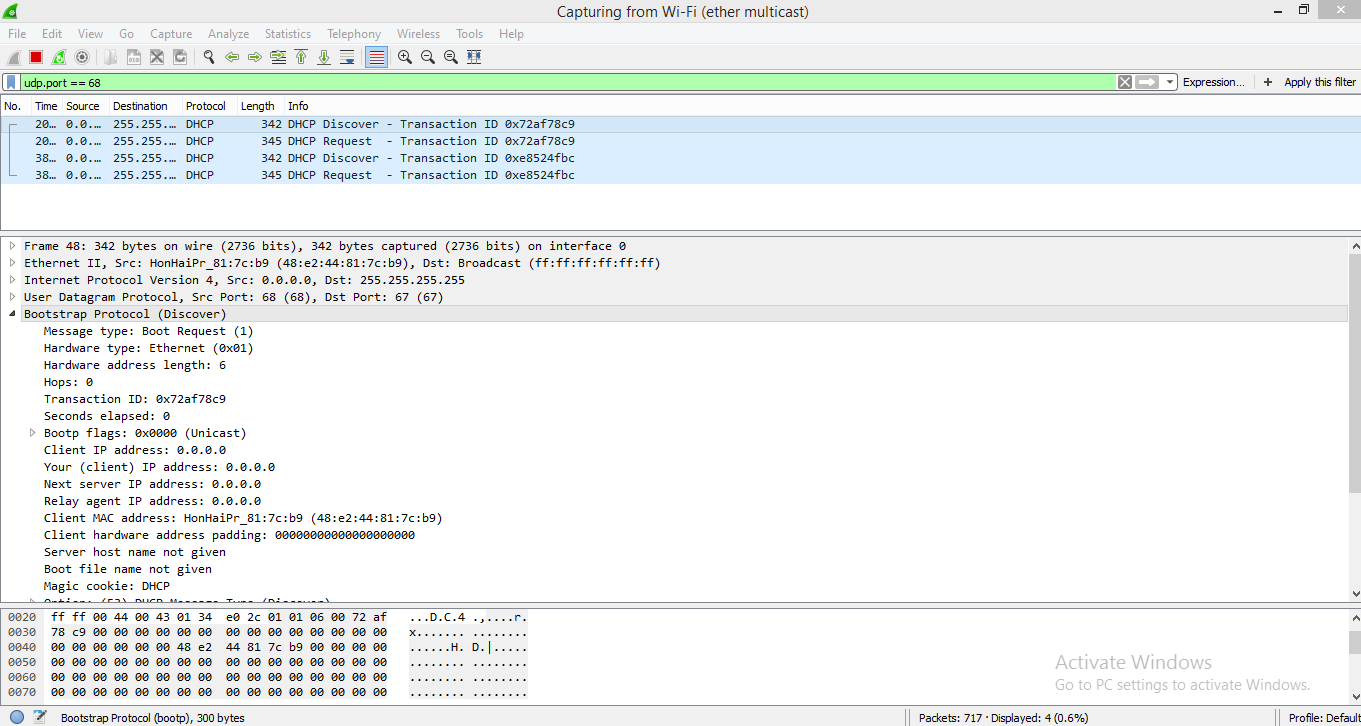 Capturing from Wi-Fi (ether multicast)
File Edit View Go Capture Analyze Statistics Telephony Wireless Tools Help
udp.port == 68 Expression... + Apply this filter
No. Time Source Destination Protocol Length Info
20... 0.0.... 255.255.... DHCP 342 DHCP Discover - Transaction ID 0x72af78c9
20... 0.0.... 255.255.... DHCP 345 DHCP Request - Transaction ID 0x72af78c9
38... 0.0.... 255.255.... DHCP 342 DHCP Discover - Transaction ID 0xe8524fbc
38... 0.0.... 255.255.... DHCP 345 DHCP Request - Transaction ID 0xe8524fbc
Frame 48: 342 bytes on wire (2736 bits), 342 bytes captured (2736 bits) on interface 0
Ethernet II, Src: HonHaiPr_81:7c:b9 (48:e2:44:81:7c:b9), Dst: Broadcast (ff:ff:ff:ff:ff:ff)
Internet Protocol Version 4, Src: 0.0.0.0, Dst: 255.255.255.255
User Datagram Protocol, Src Port: 68 (68), Dst Port: 67 (67)
Bootstrap Protocol (Discover)
Message type: Boot Request (1)
Hardware type: Ethernet (0x01)
Hardware address length: 6
Hops: 0
Transaction ID: 0x72af78c9
Seconds elapsed: 0
Bootp flags: 0x0000 (Unicast)
Client IP address: 0.0.0.0
Your (client) IP address: 0.0.0.0
Next server IP address: 0.0.0.0
Relay agent IP address: 0.0.0.0
Client MAC address: HonHaiPr_81:7c:b9 (48:e2:44:81:7c:b9)
Client hardware address padding: 00000000000000000000
Server host name not given
Boot file name not given
Magic cookie: DHCP
Option: (53) DHCP Message Type (Discover)
0020 ff ff 00 44 00 43 01 34 e0 2c 01 01 06 00 72 af ...D.C.4 .,....r.
0030 78 c9 00 00 00 00 00 00 00 00 00 00 00 00 00 00 x....... ........
0040 00 00 00 00 00 00 48 e2 44 81 7c b9 00 00 00 00 ......H. D.|.....
0050 00 00 00 00 00 00 00 00 00 00 00 00 00 00 00 00 ........ ........
0060 00 00 00 00 00 00 00 00 00 00 00 00 00 00 00 00 ........ ........
0070 00 00 00 00 00 00 00 00 00 00 00 00 00 00 00 00 ........ ........
Activate Windows
Go to PC settings to activate Windows.
Bootstrap Protocol (bootp), 300 bytes Packets: 717 · Displayed: 4 (0.6%) Profile: Default